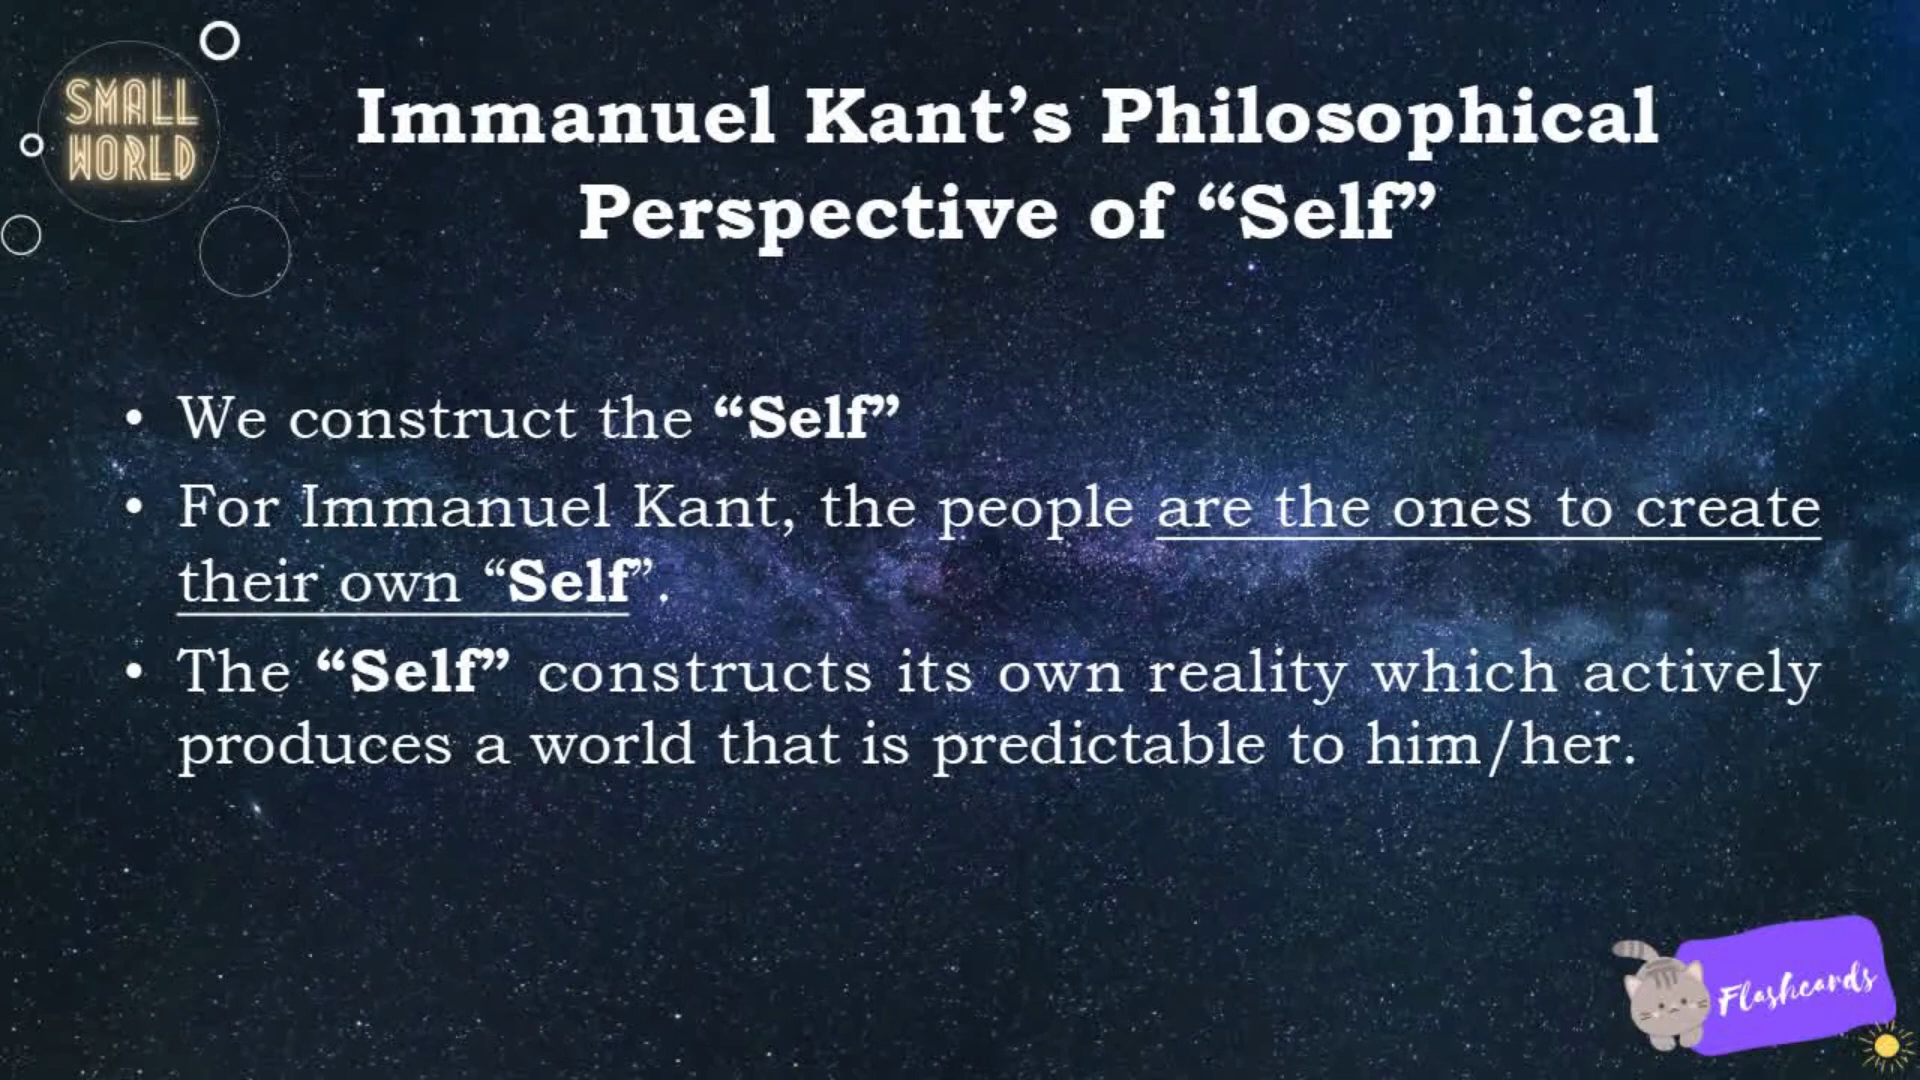 SMALL
WORLD
Immanuel Kant’s Philosophical
Perspective of “Self”
• We construct the “Self”
• For Immanuel Kant, the people are the ones to create
their own “Self”.
• The “Self” constructs its own reality which actively
produces a world that is predictable to him/her.
Flashcards